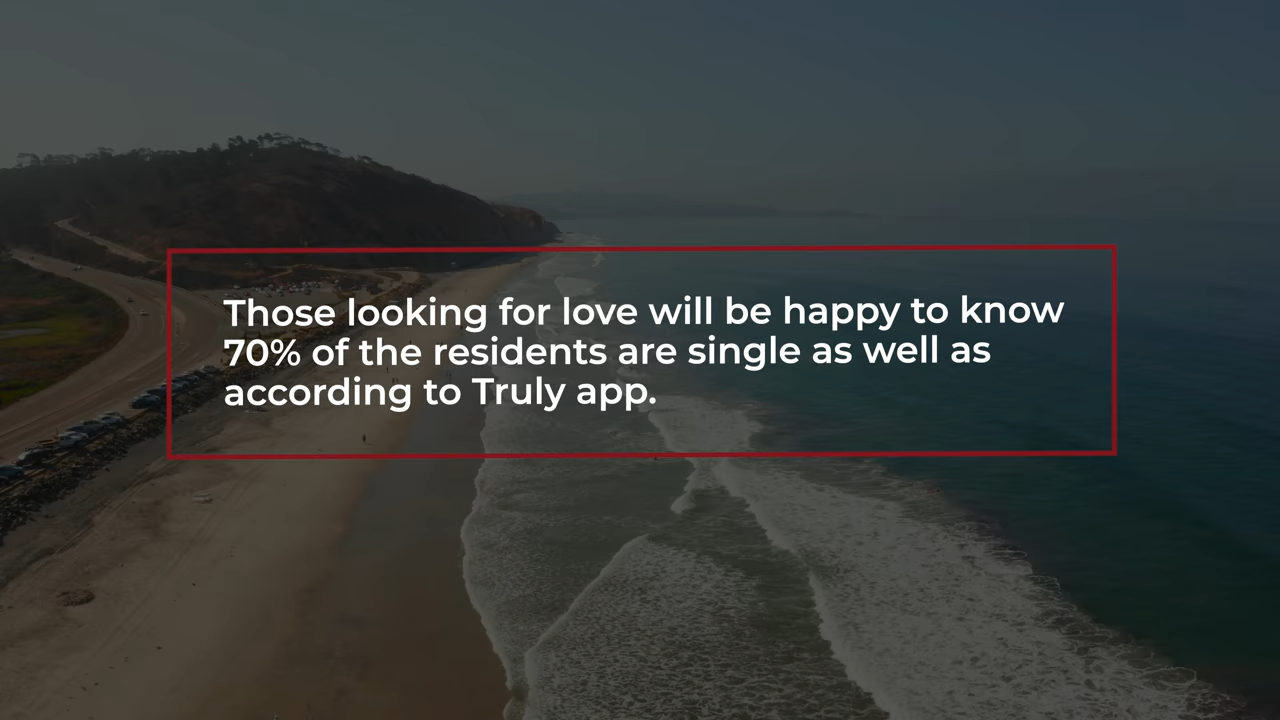 Those looking for love will be happy to know
70% of the residents are single as well as
according to Truly app.